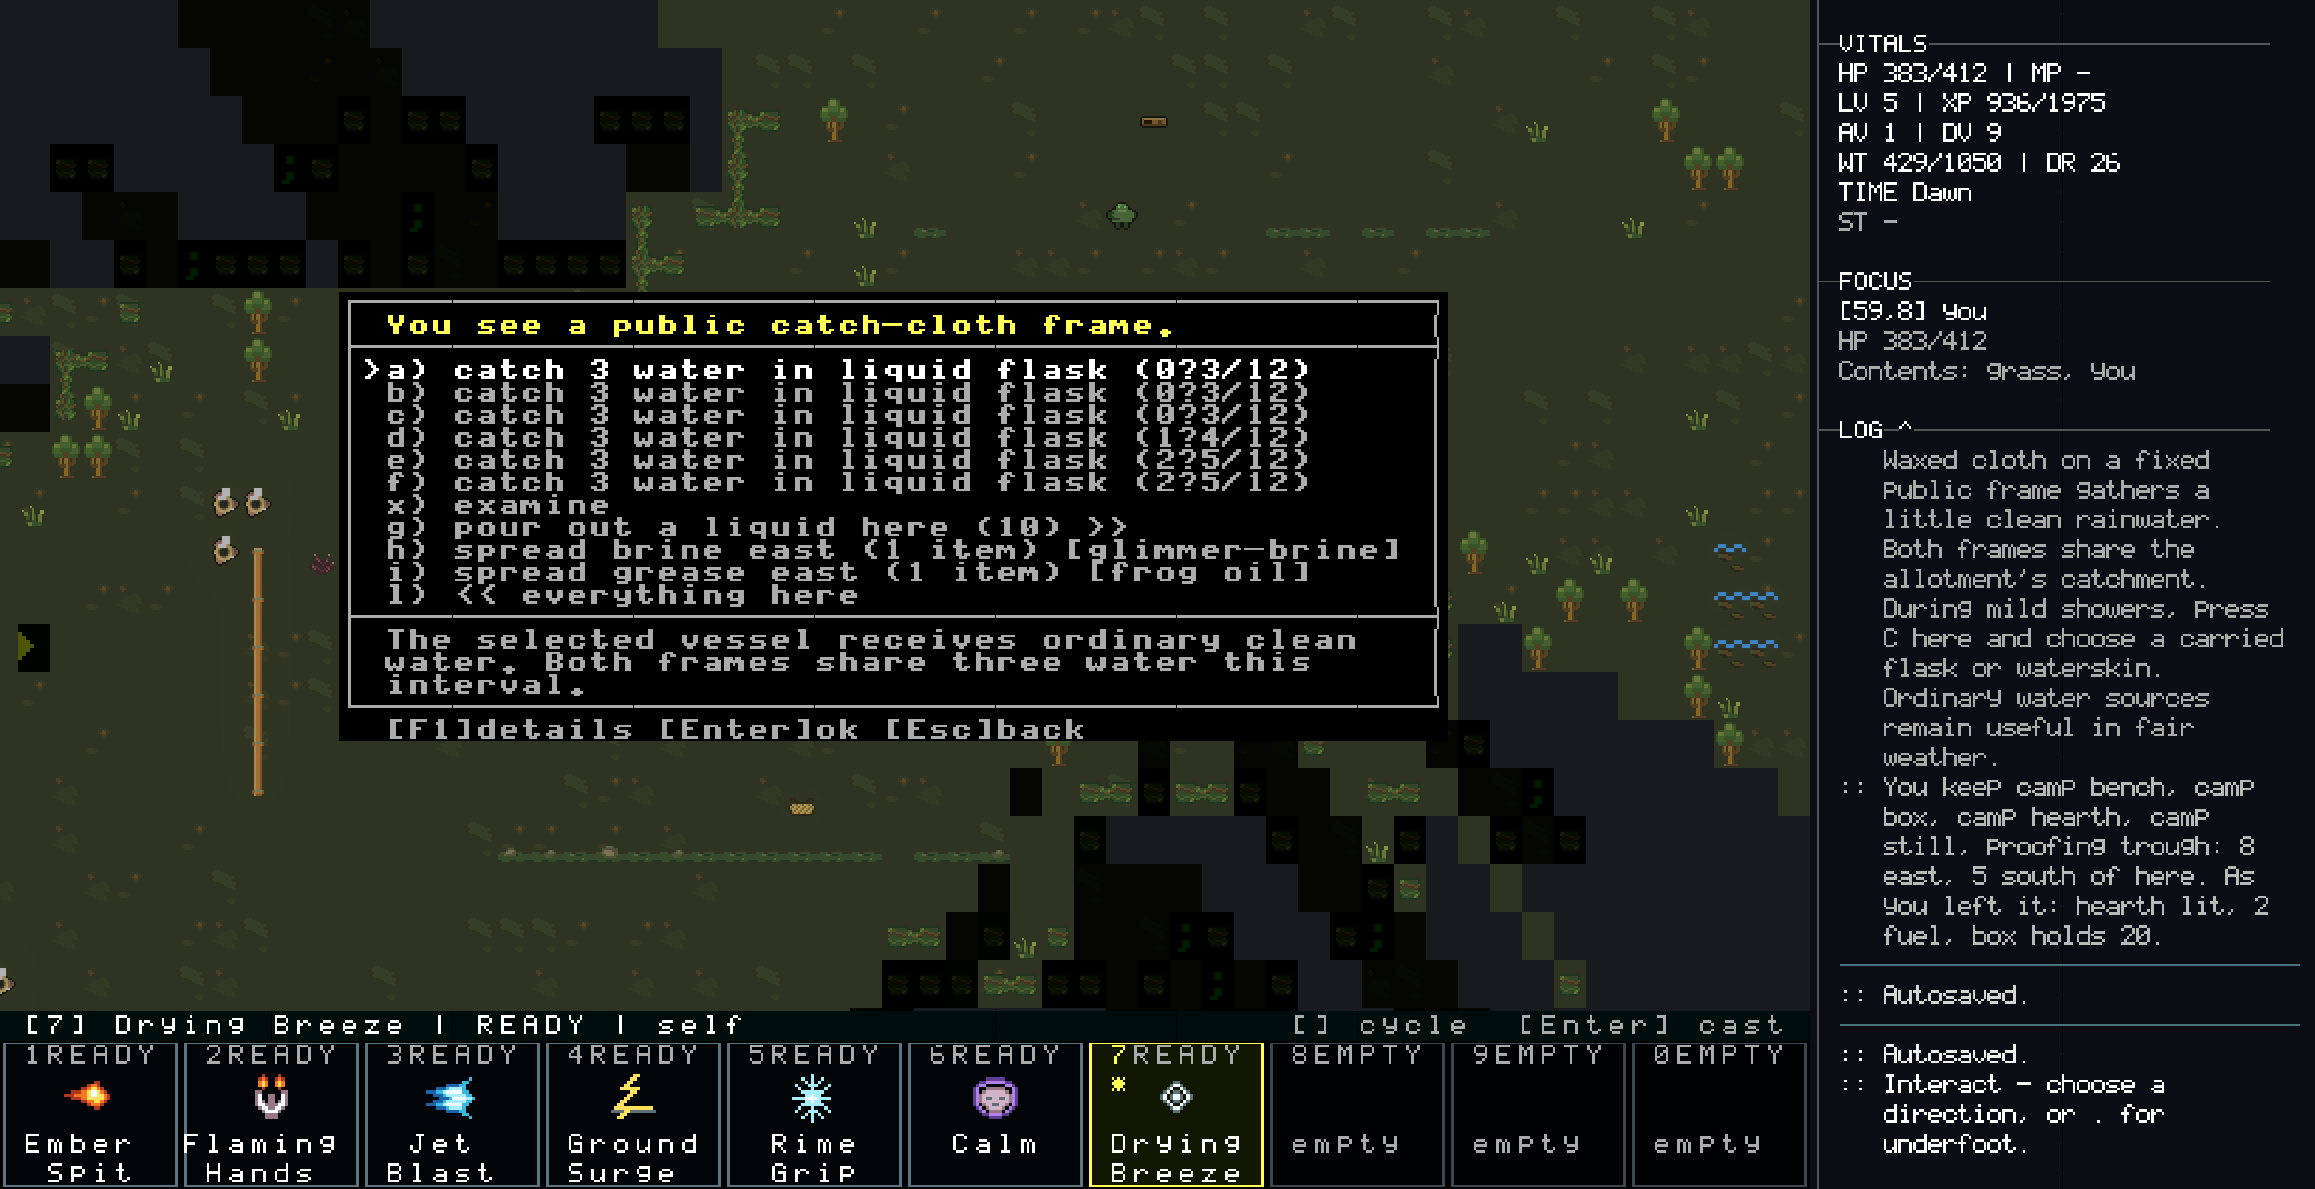 You see a public catch-cloth frame.
>a) catch 3 water in liquid flask (0?3/12)
b) catch 3 water in liquid flask (0?3/12)
c) catch 3 water in liquid flask (0?3/12)
d) catch 3 water in liquid flask (1?4/12)
e) catch 3 water in liquid flask (2?5/12)
f) catch 3 water in liquid flask (2?5/12)
x) examine
g) pour out a liquid here (10) >>
h) spread brine east (1 item) [glimmer-brine]
i) spread grease east (1 item) [frog oil]
l) << everything here
The selected vessel receives ordinary clean
water. Both frames share three water this
interval.
[F1]details [Enter]ok [Esc]back
VITALS
HP 383/412 | MP -
LV 5 | XP 936/1975
AV 1 | DV 9
WT 429/1050 | DR 26
TIME Dawn
ST -
FOCUS
[59,8] You
HP 383/412
Contents: grass, You
LOG ^
Waxed cloth on a fixed
public frame gathers a
little clean rainwater.
Both frames share the
allotment's catchment.
During mild showers, press
C here and choose a carried
flask or waterskin.
Ordinary water sources
remain useful in fair
weather.
:: You keep camp bench, camp
box, camp hearth, camp
still, proofing trough: 8
east, 5 south of here. As
you left it: hearth lit, 2
fuel, box holds 20.
:: Autosaved.
:: Autosaved.
:: Interact - choose a
direction, or . for
underfoot.
[7] Drying Breeze | READY | self
[] cycle [Enter] cast
1READY 2READY 3READY 4READY 5READY 6READY 7READY 8EMPTY 9EMPTY 0EMPTY
*
Ember Flaming Jet Ground Rime Calm Drying empty empty empty
Spit Hands Blast Surge Grip Breeze